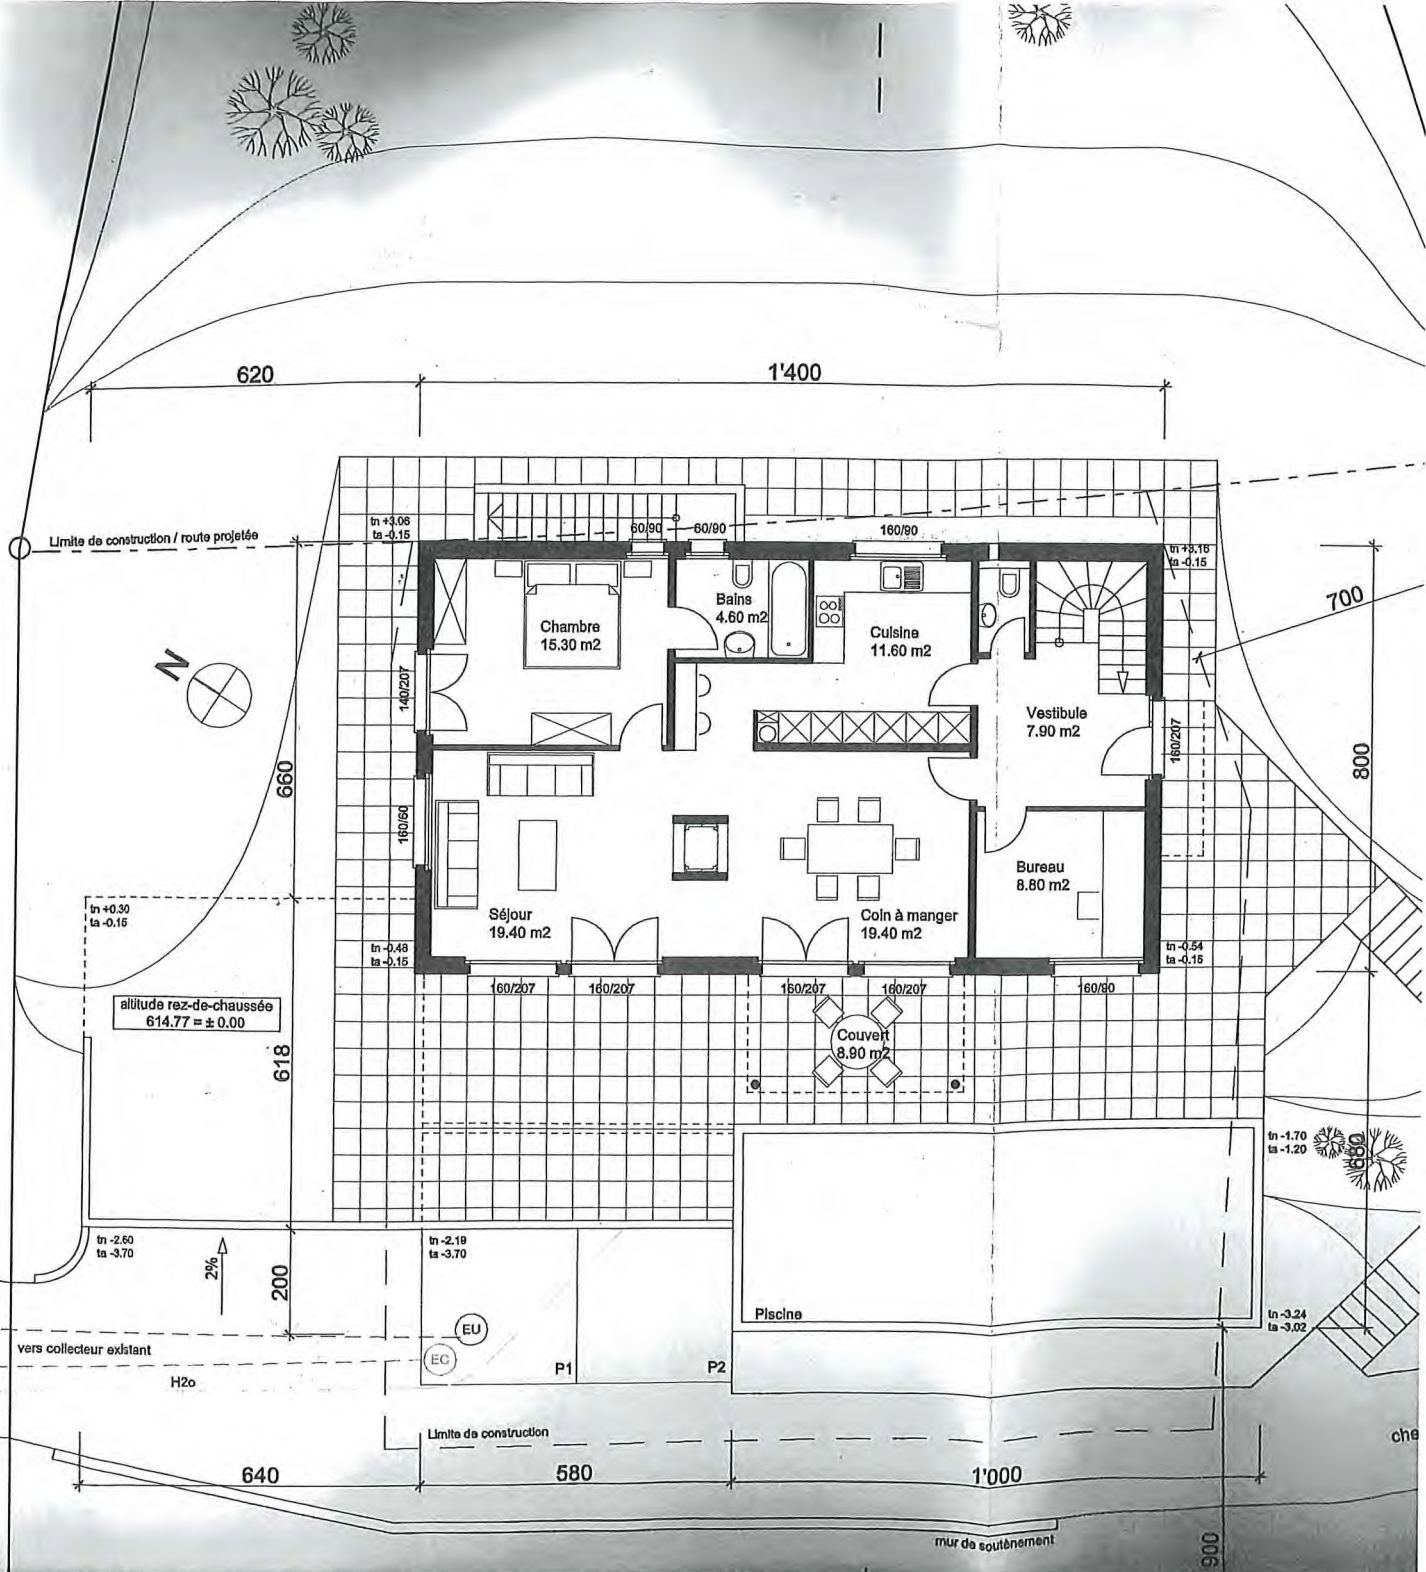 620
1'400
Limite de construction / route projetée
tn +3.06
ta -0.15
60/90
60/90
160/90
tn +3.16
ta -0.15
700
Bains
4.60 m2
Chambre
15.30 m2
Cuisine
11.60 m2
N
140/207
Vestibule
7.90 m2
160/207
800
660
160/60
Bureau
8.80 m2
tn +0.30
ta -0.15
Séjour
19.40 m2
Coin à manger
19.40 m2
tn -0.48
ta -0.15
tn -0.54
ta -0.15
160/207
160/207
160/207
160/207
160/90
altitude rez-de-chaussée
614.77 = ± 0.00
Couvert
8.90 m2
618
tn -1.70
ta -1.20
680
tn -2.60
ta -3.70
2%
200
tn -2.19
ta -3.70
Piscine
tn -3.24
ta -3.02
EU
vers collecteur existant
EC
P1
P2
H2o
Limite de construction
che
640
580
1'000
mur de soutènement
900